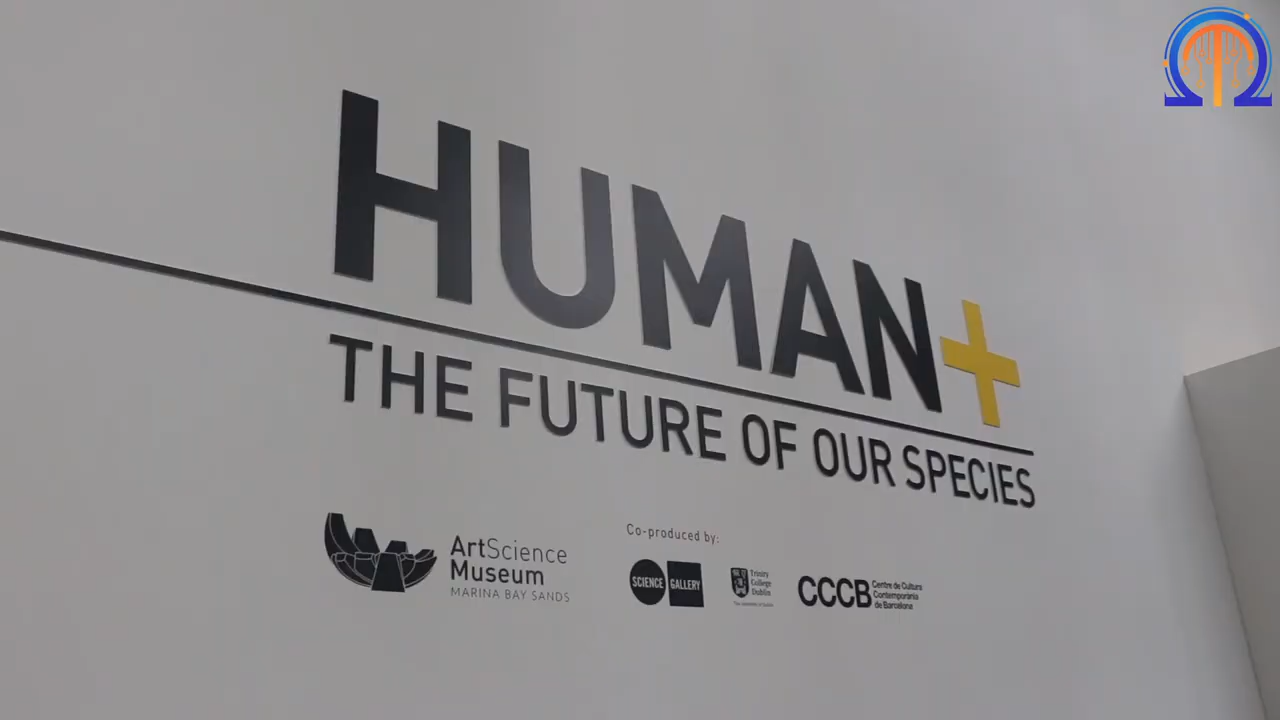 HUMAN+
THE FUTURE OF OUR SPECIES
ArtScience
Museum
MARINA BAY SANDS
Co-produced by:
SCIENCE GALLERY
Trinity
College
Dublin
CCCB
Centre de Cultura
Contemporània
de Barcelona